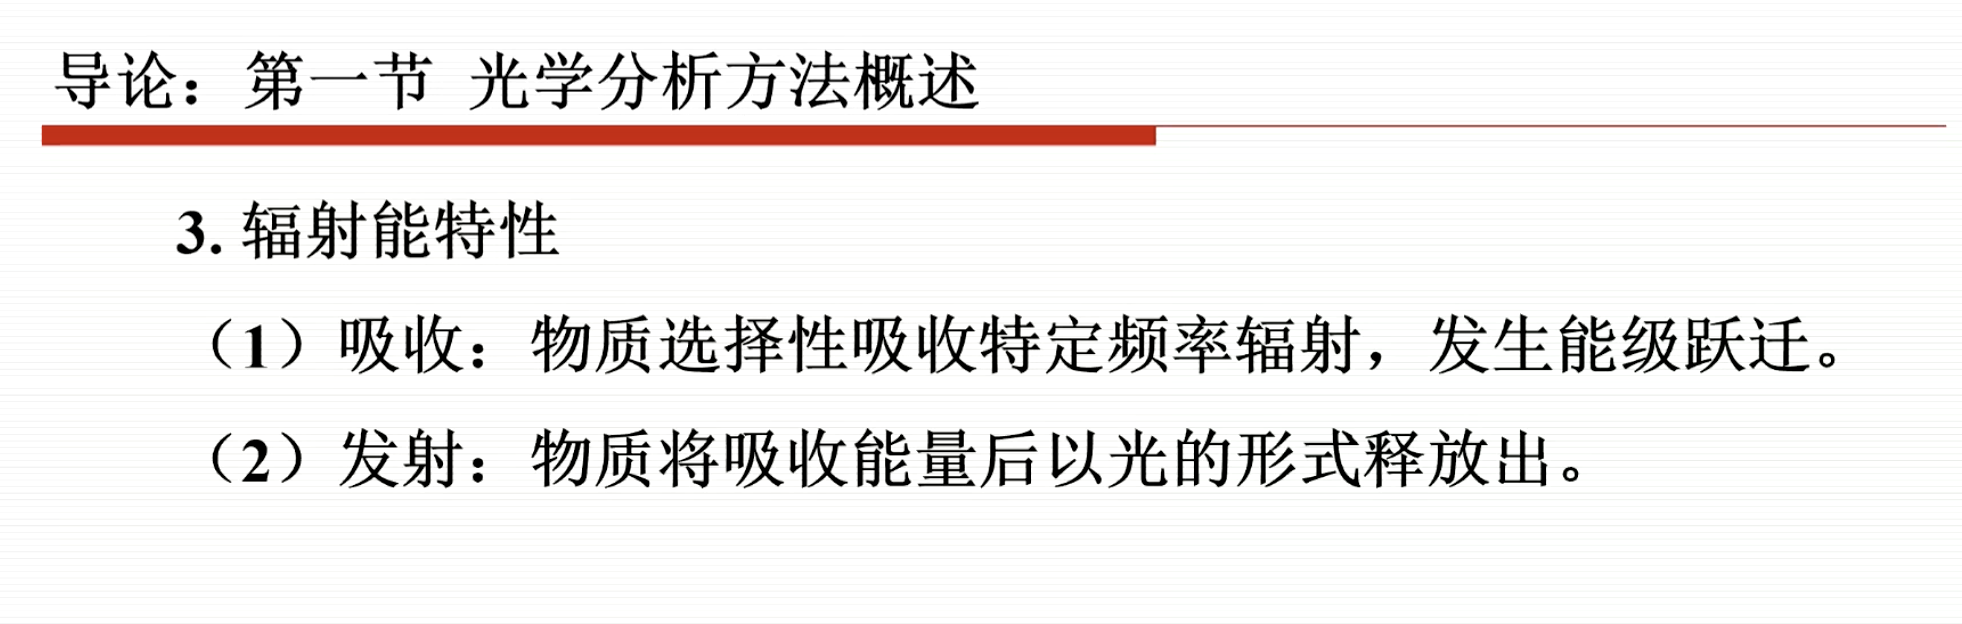 导论：第一节 光学分析方法概述
3. 辐射能特性
（1）吸收：物质选择性吸收特定频率辐射，发生能级跃迁。
（2）发射：物质将吸收能量后以光的形式释放出。